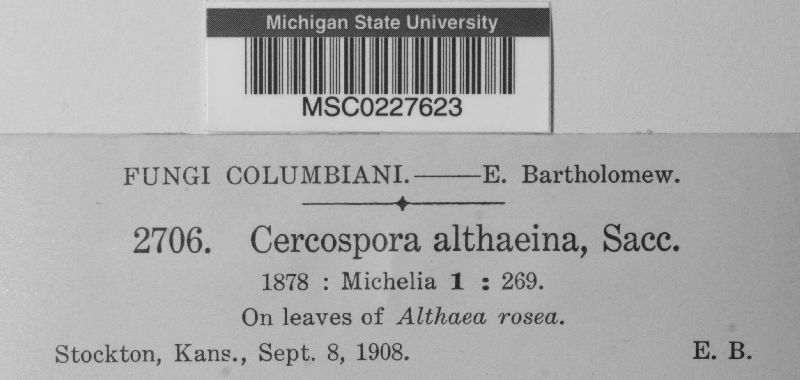 Michigan State University
MSC0227623
FUNGI COLUMBIANI.——E. Bartholomew.
2706. Cercospora althaeina, Sacc.
1878 : Michelia 1 : 269.
On leaves of Althaea rosea.
Stockton, Kans., Sept. 8, 1908. E. B.